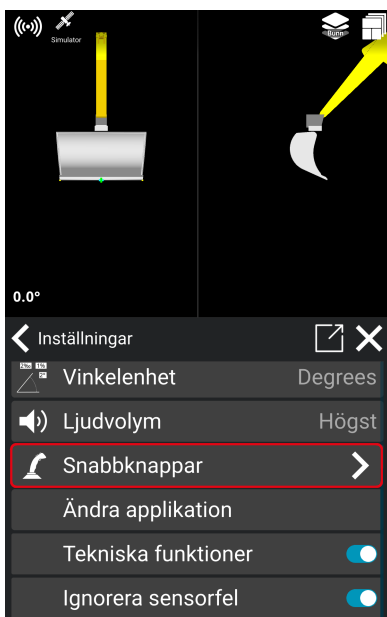 Simulator
Bunn
0.0°
Inställningar
Vinkelenhet Degrees
Ljudvolym Högst
Snabbknappar
Ändra applikation
Tekniska funktioner
Ignorera sensorfel